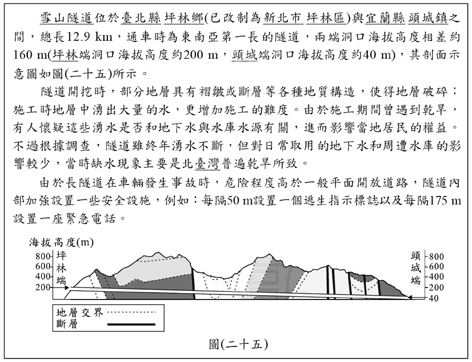 雪山隧道位於臺北縣 坪林鄉(已改制為新北市 坪林區)與宜蘭縣 頭城鎮之
間，總長12.9 km，通車時為東南亞第一長的隧道，兩端洞口海拔高度相差約
160 m(坪林端洞口海拔高度約200 m，頭城端洞口海拔高度約40 m)，其剖面示
意圖如圖(二十五)所示。
隧道開挖時，部分地層具有褶皺或斷層等各種地質構造，使得地層破碎；
施工時地層中湧出大量的水，更增加施工的難度。由於施工期間曾遇到乾旱，
有人懷疑這些湧水是否和地下水與水庫水源有關，進而影響當地居民的權益。
不過根據調查，隧道雖終年湧水不斷，但對日常取用的地下水和周遭水庫的影
響較少，當時缺水現象主要是北臺灣普遍乾旱所致。
由於長隧道在車輛發生事故時，危險程度高於一般平面開放道路，隧道內
部加強設置一些安全設施，例如：每隔50 m設置一個逃生指示標誌以及每隔175 m
設置一座緊急電話。
海拔高度(m)
坪林端
800
600
400
200
頭城端
800
600
400
200
40
地層交界
斷層
圖(二十五)